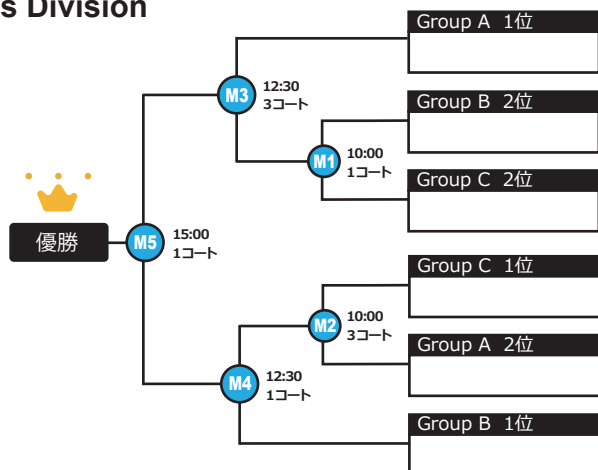 s Division
Group A 1位
M3
12:30
3コート
Group B 2位
M1
10:00
1コート
Group C 2位
優勝
M5
15:00
1コート
Group C 1位
M2
10:00
3コート
Group A 2位
M4
12:30
1コート
Group B 1位